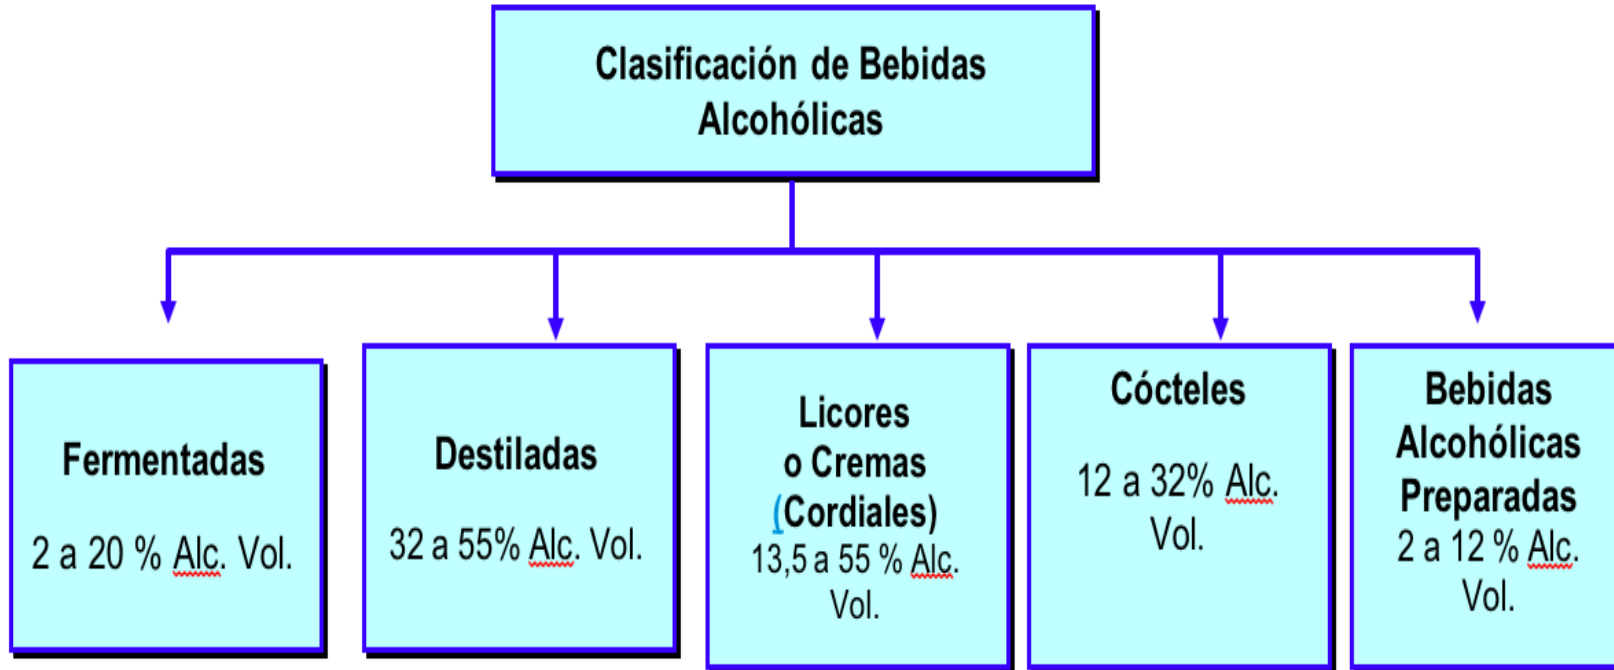 Clasificación de Bebidas
Alcohólicas
Fermentadas
2 a 20 % Alc. Vol.
Destiladas
32 a 55% Alc. Vol.
Licores
o Cremas
(Cordiales)
13,5 a 55 % Alc.
Vol.
Cócteles
12 a 32% Alc.
Vol.
Bebidas
Alcohólicas
Preparadas
2 a 12 % Alc.
Vol.